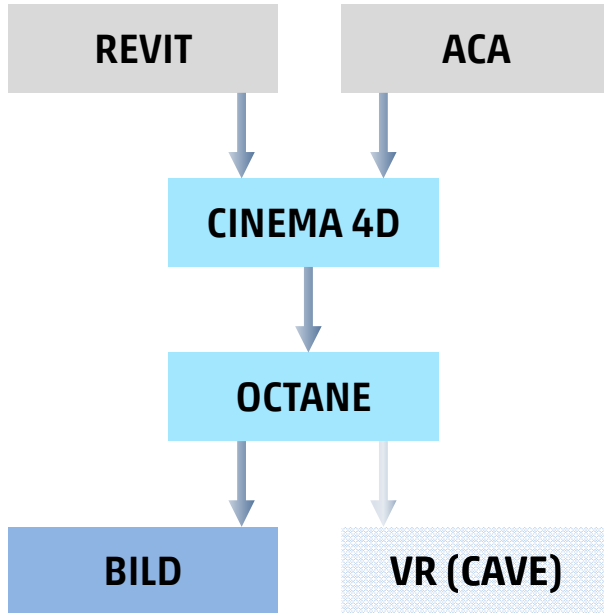 REVIT
ACA
CINEMA 4D
OCTANE
BILD
VR (CAVE)